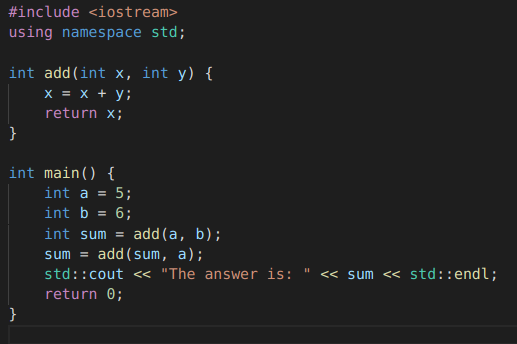 #include <iostream>
using namespace std;

int add(int x, int y) {
    x = x + y;
    return x;
}

int main() {
    int a = 5;
    int b = 6;
    int sum = add(a, b);
    sum = add(sum, a);
    std::cout << "The answer is: " << sum << std::endl;
    return 0;
}